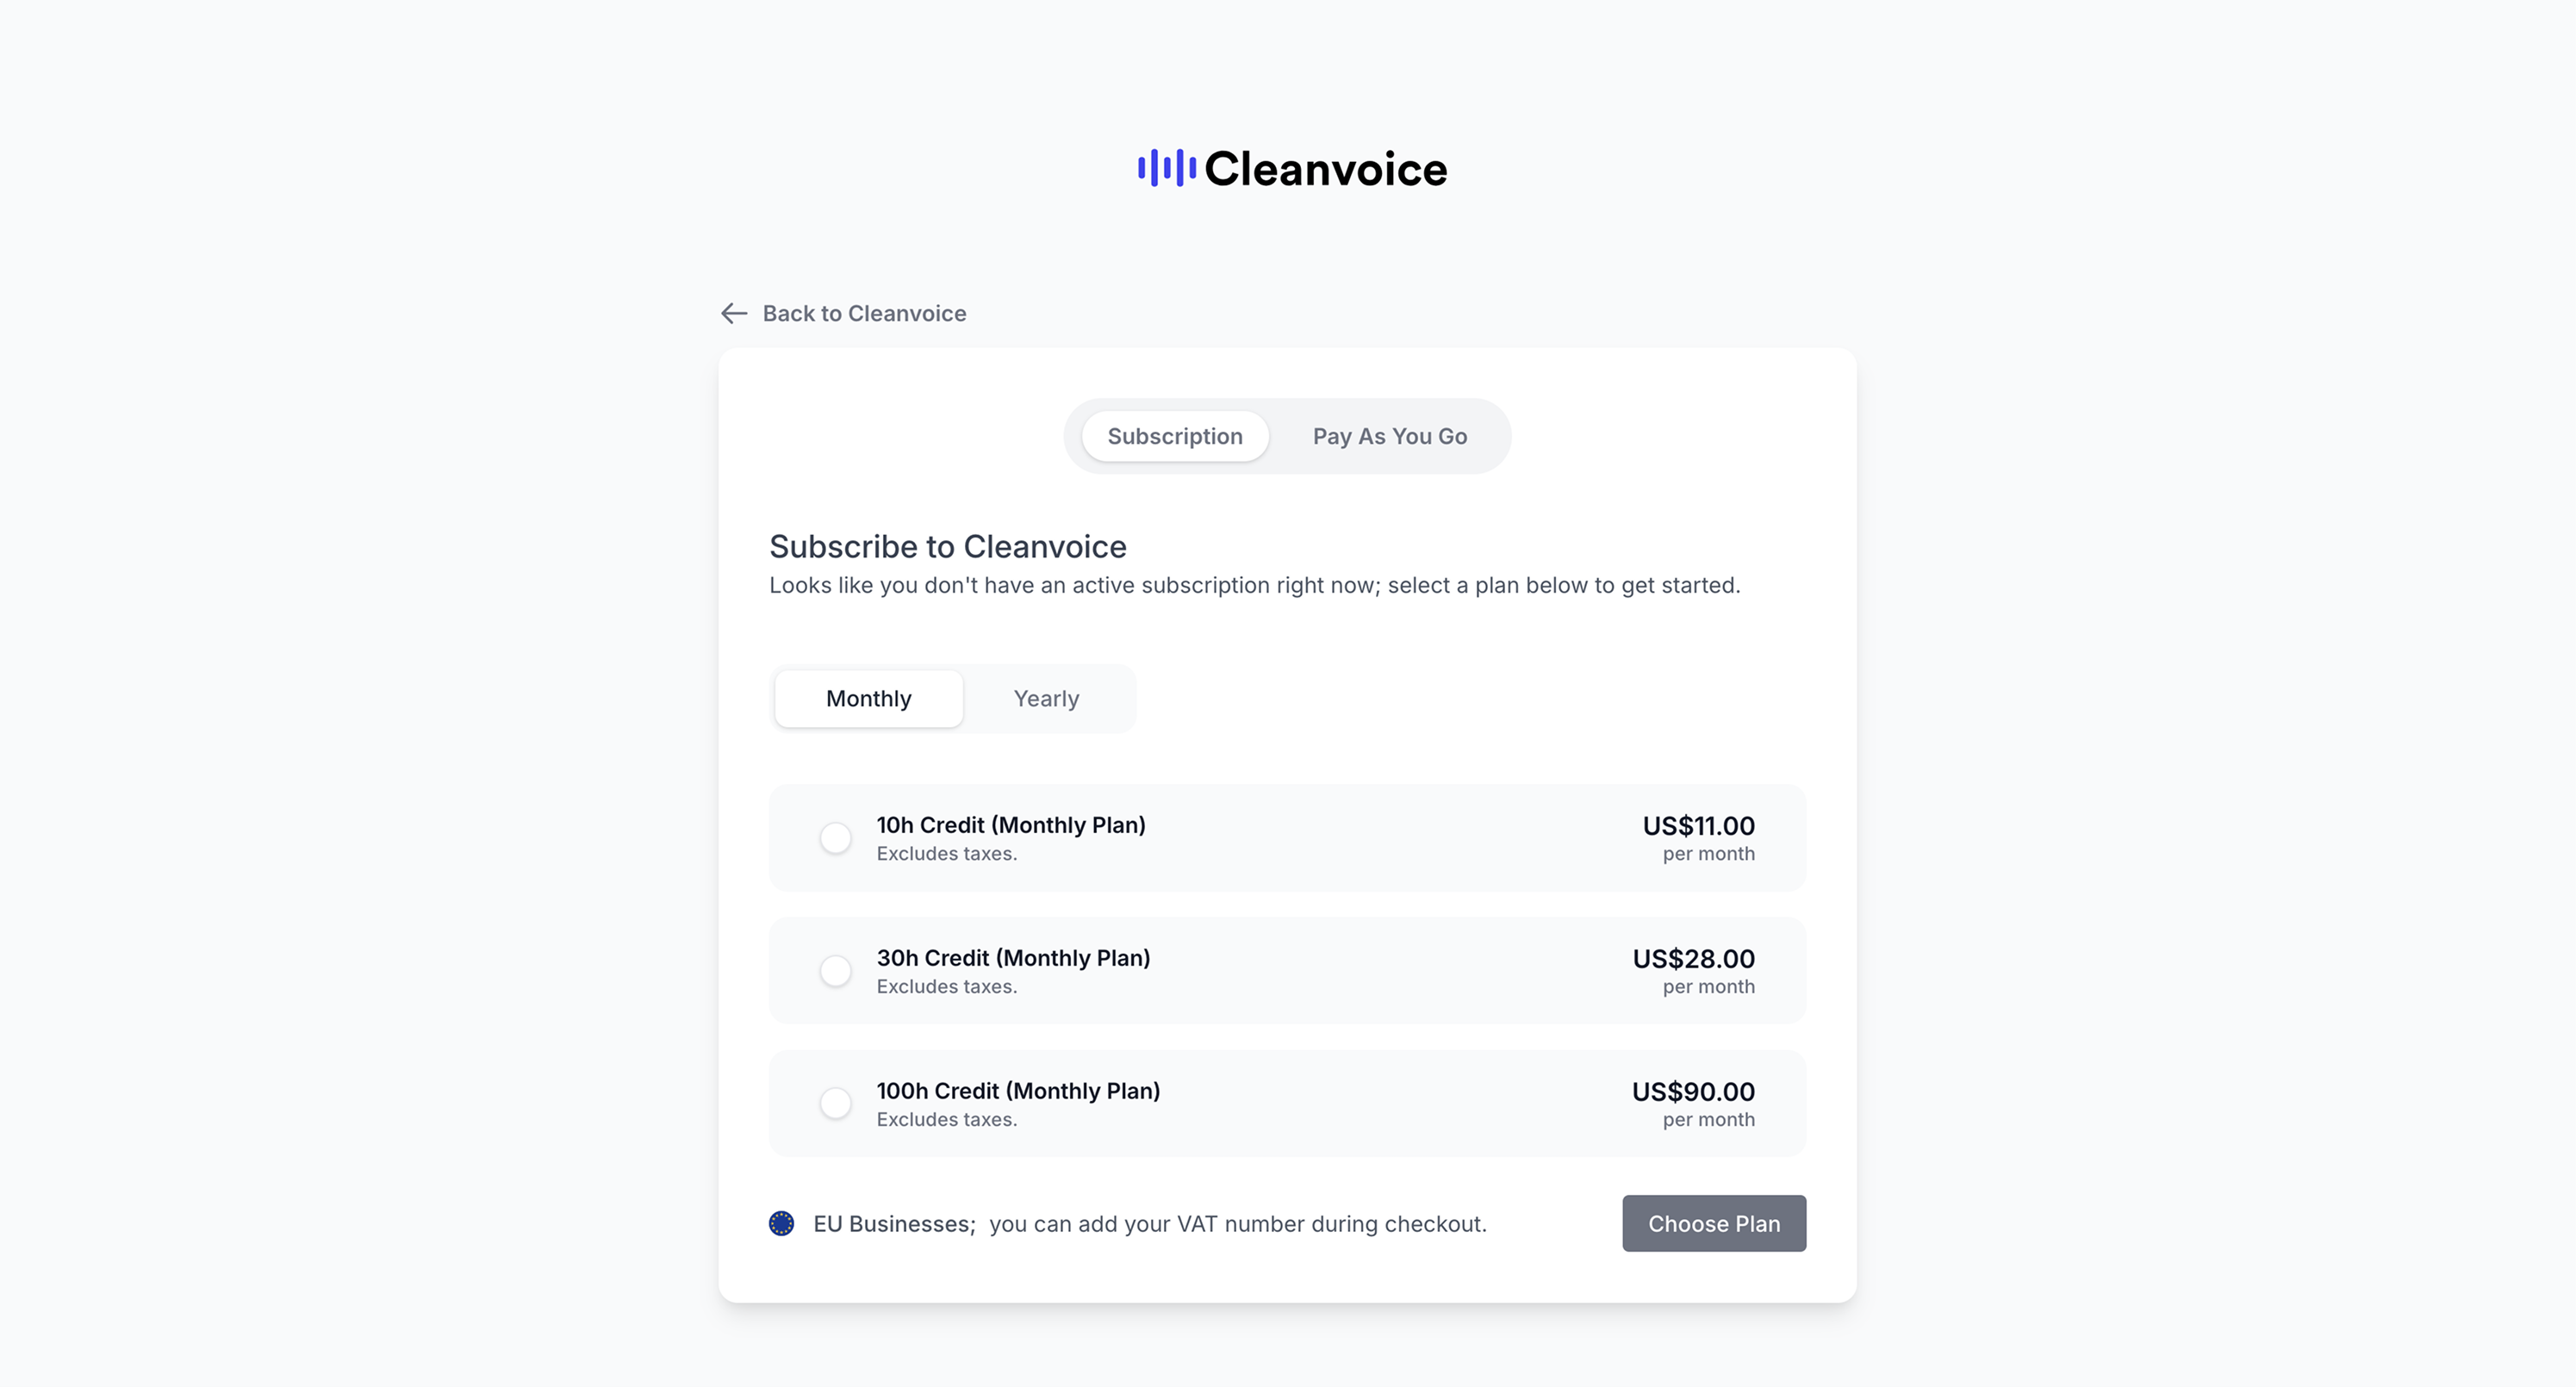 Cleanvoice
Back to Cleanvoice
Subscription
Pay As You Go
Subscribe to Cleanvoice
Looks like you don't have an active subscription right now; select a plan below to get started.
Monthly
Yearly
10h Credit (Monthly Plan)
US$11.00
Excludes taxes.
per month
30h Credit (Monthly Plan)
US$28.00
Excludes taxes.
per month
100h Credit (Monthly Plan)
US$90.00
Excludes taxes.
per month
EU Businesses; you can add your VAT number during checkout.
Choose Plan